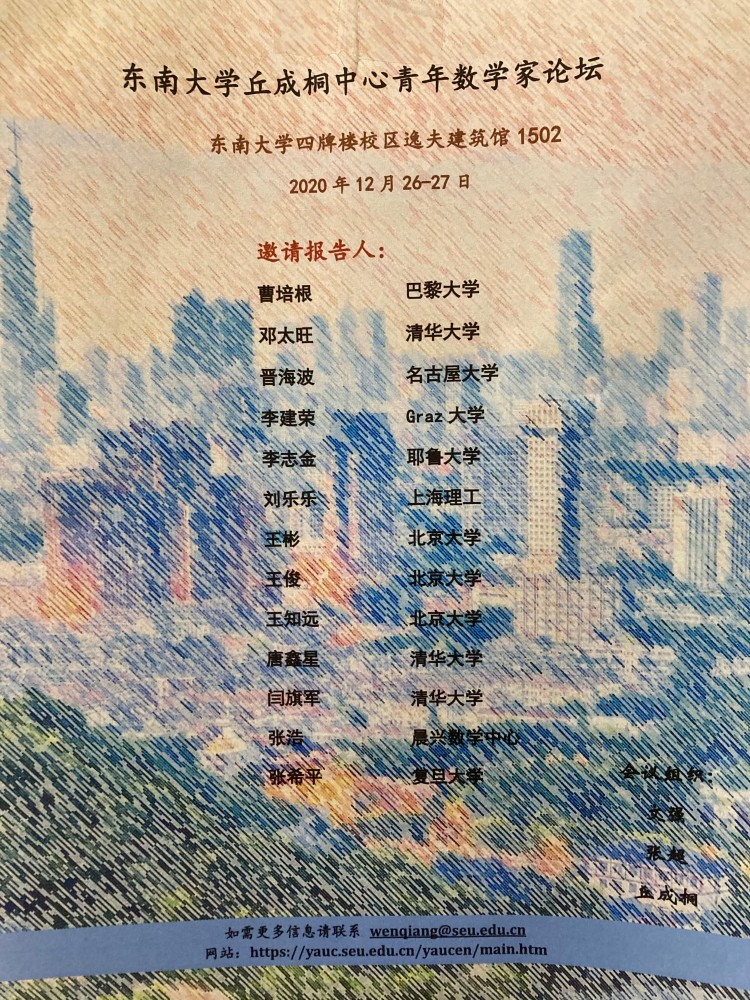 东南大学丘成桐中心青年数学家论坛
东南大学四牌楼校区逸夫建筑馆 1502
2020 年 12 月 26-27 日
邀请报告人：
曹培根 巴黎大学
邓太旺 清华大学
晋海波 名古屋大学
李建荣 Graz 大学
李志金 耶鲁大学
刘乐乐 上海理工
王彬 北京大学
王俊 北京大学
王知远 北京大学
唐鑫星 清华大学
闫旗军 清华大学
张浩 晨兴数学中心
张希平 复旦大学
会议组织：
文强
张超
丘成桐
如需更多信息请联系 wenqiang@seu.edu.cn
网站：https://yauc.seu.edu.cn/yaucen/main.htm